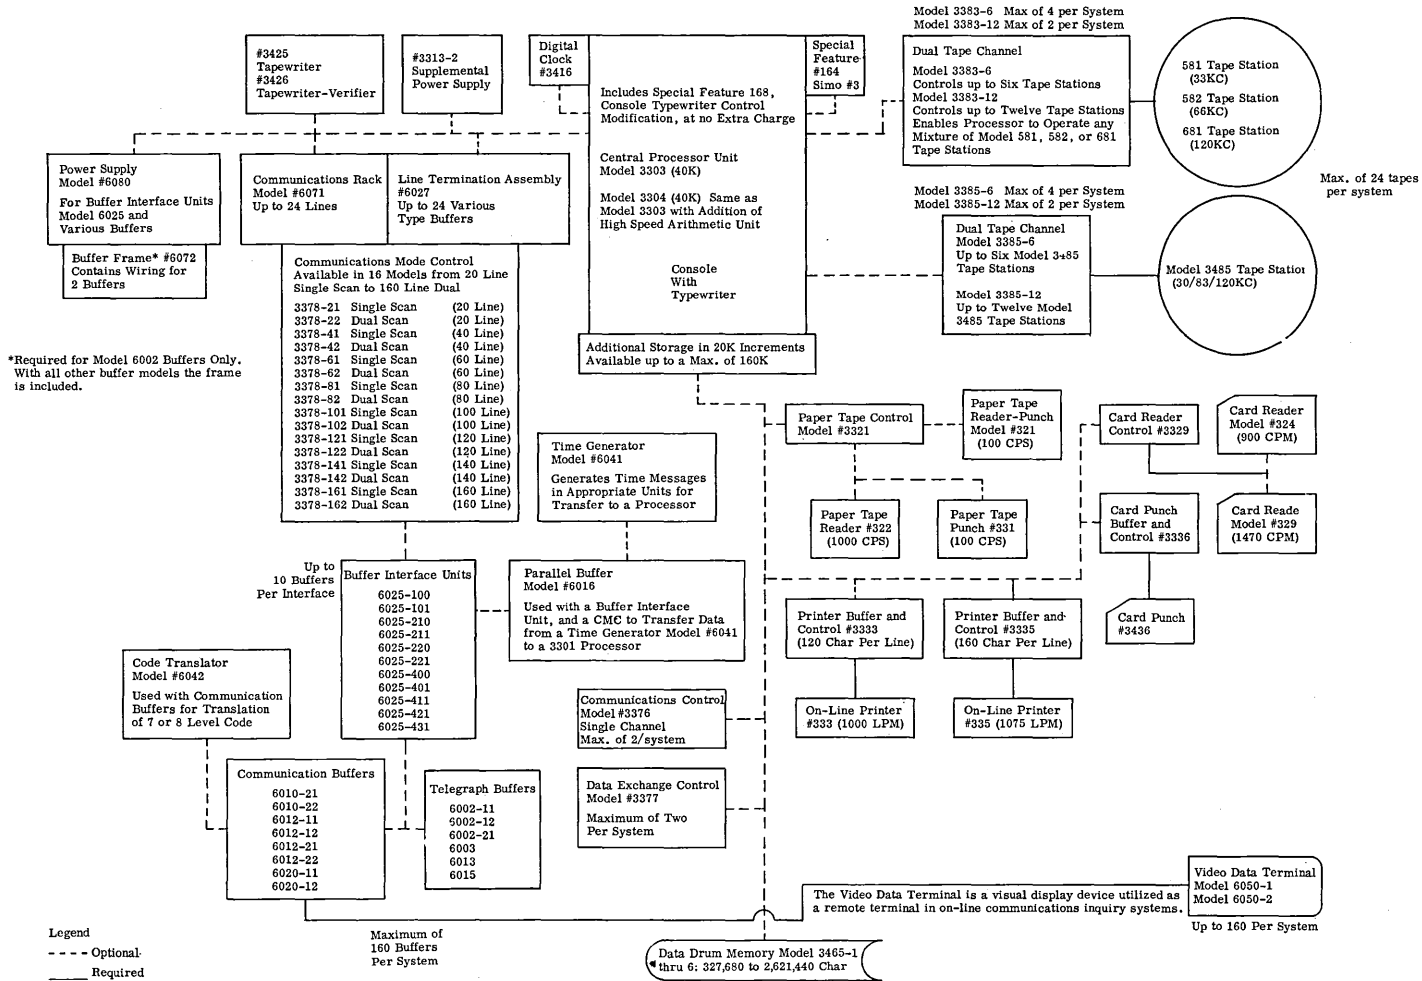 Model 3383-6 Max of 4 per System
Model 3383-12 Max of 2 per System
#3425
Tapewriter
#3426
Tapewriter-Verifier
#3313-2
Supplemental
Power Supply
Digital
Clock
#3416
Includes Special Feature 168,
Console Typewriter Control
Modification, at no Extra Charge
Central Processor Unit
Model 3303 (40K)
Model 3304 (40K) Same as
Model 3303 with Addition of
High Speed Arithmetic Unit
Console
With
Typewriter
Special
Feature
#164
Simo #3
Dual Tape Channel
Model 3383-6
Controls up to Six Tape Stations
Model 3383-12
Controls up to Twelve Tape Stations
Enables Processor to Operate any
Mixture of Model 581, 582, or 681
Tape Stations
581 Tape Station
(33KC)
582 Tape Station
(66KC)
681 Tape Station
(120KC)
Max. of 24 tapes
per system
Power Supply
Model #6080
For Buffer Interface Units
Model 6025 and
Various Buffers
Buffer Frame* #6072
Contains Wiring for
2 Buffers
Communications Rack
Model #6071
Up to 24 Lines
Line Termination Assembly
#6027
Up to 24 Various
Type Buffers
Model 3385-6 Max of 4 per System
Model 3385-12 Max of 2 per System
Dual Tape Channel
Model 3385-6
Up to Six Model 3485
Tape Stations
Model 3385-12
Up to Twelve Model
3485 Tape Stations
Model 3485 Tape Station
(30/83/120KC)
Communications Mode Control
Available in 16 Models from 20 Line
Single Scan to 160 Line Dual
3378-21 Single Scan (20 Line)
3378-22 Dual Scan (20 Line)
3378-41 Single Scan (40 Line)
3378-42 Dual Scan (40 Line)
3378-61 Single Scan (60 Line)
3378-62 Dual Scan (60 Line)
3378-81 Single Scan (80 Line)
3378-82 Dual Scan (80 Line)
3378-101 Single Scan (100 Line)
3378-102 Dual Scan (100 Line)
3378-121 Single Scan (120 Line)
3378-122 Dual Scan (120 Line)
3378-141 Single Scan (140 Line)
3378-142 Dual Scan (140 Line)
3378-161 Single Scan (160 Line)
3378-162 Dual Scan (160 Line)
*Required for Model 6002 Buffers Only.
With all other buffer models the frame
is included.
Additional Storage in 20K Increments
Available up to a Max. of 160K
Paper Tape Control
Model #3321
Paper Tape
Reader-Punch
Model #321
(100 CPS)
Card Reader
Control #3329
Card Reader
Model #324
(900 CPM)
Time Generator
Model #6041
Generates Time Messages
in Appropriate Units for
Transfer to a Processor
Paper Tape
Reader #322
(1000 CPS)
Paper Tape
Punch #331
(100 CPS)
Card Punch
Buffer and
Control #3336
Card Reade
Model #329
(1470 CPM)
Up to
10 Buffers
Per Interface
Buffer Interface Units
6025-100
6025-101
6025-210
6025-211
6025-220
6025-221
6025-400
6025-401
6025-411
6025-421
6025-431
Parallel Buffer
Model #6016
Used with a Buffer Interface
Unit, and a CMC to Transfer Data
from a Time Generator Model #6041
to a 3301 Processor
Printer Buffer and
Control #3333
(120 Char Per Line)
Printer Buffer and
Control #3335
(160 Char Per Line)
Card Punch
#3436
Code Translator
Model #6042
Used with Communication
Buffers for Translation
of 7 or 8 Level Code
Communications Control
Model #3376
Single Channel
Max. of 2/system
On-Line Printer
#333 (1000 LPM)
On-Line Printer
#335 (1075 LPM)
Communication Buffers
6010-21
6010-22
6012-11
6012-12
6012-21
6012-22
6020-11
6020-12
Telegraph Buffers
6002-11
6002-12
6002-21
6003
6013
6015
Data Exchange Control
Model #3377
Maximum of Two
Per System
The Video Data Terminal is a visual display device utilized as
a remote terminal in on-line communications inquiry systems.
Video Data Terminal
Model 6050-1
Model 6050-2
Up to 160 Per System
Legend
Optional
Required
Maximum of
160 Buffers
Per System
Data Drum Memory Model 3465-1
thru 6: 327,680 to 2,621,440 Char